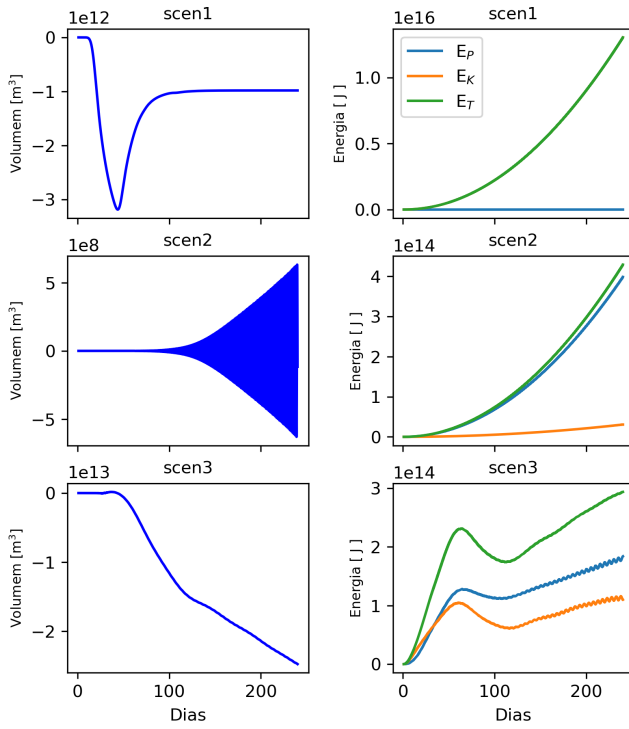 scen1
1e12
0
−1
−2
−3
Volumem [m³]
scen1
1.0
0.5
0.0
1e16
Energia [ J ]
E_P
E_K
E_T
scen2
1e8
5
0
−5
Volumem [m³]
scen2
1e14
4
3
2
1
0
Energia [ J ]
scen3
1e13
0
−1
−2
0 100 200
Volumem [m³]
Dias
scen3
1e14
3
2
1
0
0 100 200
Energia [ J ]
Dias